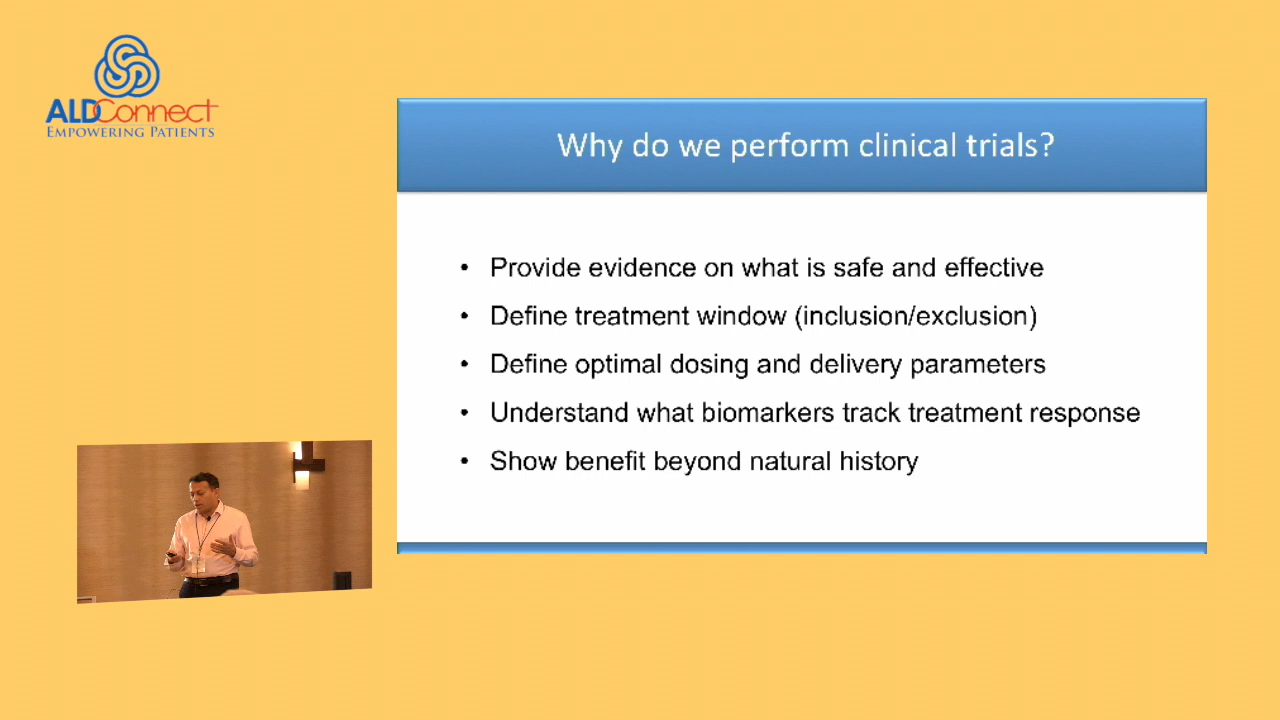 ALDConnect
EMPOWERING PATIENTS
Why do we perform clinical trials?
• Provide evidence on what is safe and effective
• Define treatment window (inclusion/exclusion)
• Define optimal dosing and delivery parameters
• Understand what biomarkers track treatment response
• Show benefit beyond natural history